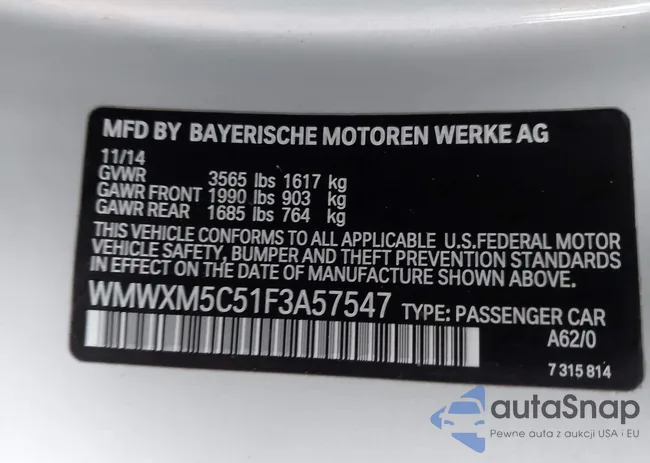 MFD BY BAYERISCHE MOTOREN WERKE AG
11/14
GVWR 3565 lbs 1617 kg
GAWR FRONT 1990 lbs 903 kg
GAWR REAR 1685 lbs 764 kg
THIS VEHICLE CONFORMS TO ALL APPLICABLE U.S.FEDERAL MOTOR
VEHICLE SAFETY, BUMPER AND THEFT PREVENTION STANDARDS
IN EFFECT ON THE DATE OF MANUFACTURE SHOWN ABOVE.
WMWXM5C51F3A57547 TYPE: PASSENGER CAR
A62/0
7 315 814
autaSnap
Pewne auta z aukcji USA i EU